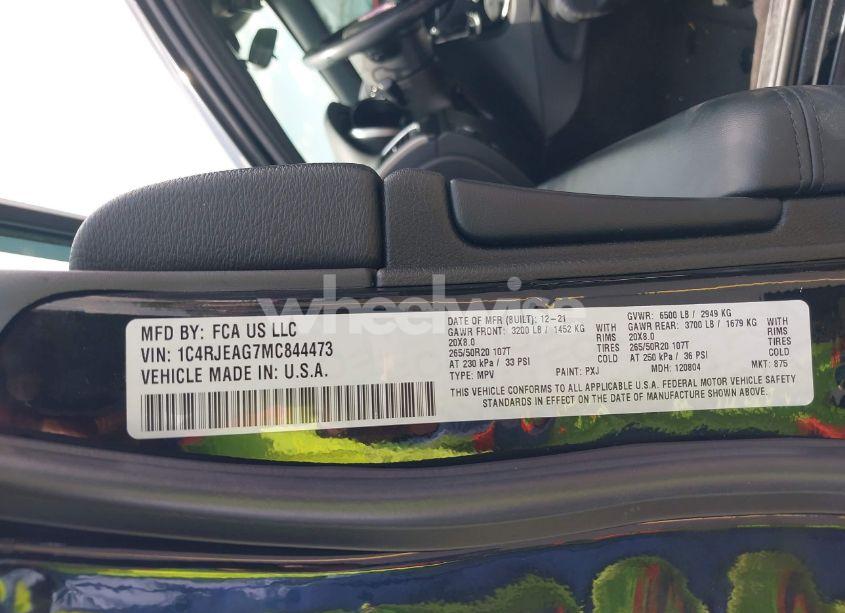 wheelwise
MFD BY: FCA US LLC
VIN: 1C4RJEAG7MC844473
VEHICLE MADE IN: U.S.A.
DATE OF MFR (BUILT): 12-21
GVWR: 6500 LB / 2949 KG
GAWR FRONT: 3200 LB / 1452 KG WITH
GAWR REAR: 3700 LB / 1679 KG WITH
20X8.0 RIMS
20X8.0 RIMS
265/50R20 107T TIRES
265/50R20 107T TIRES
AT 230 kPa / 33 PSI
AT 250 kPa / 36 PSI
TYPE: MPV PAINT: PXJ MDH: 120804 MKT: 875
THIS VEHICLE CONFORMS TO ALL APPLICABLE U.S.A. FEDERAL MOTOR VEHICLE SAFETY
STANDARDS IN EFFECT ON THE DATE OF MANUFACTURE SHOWN ABOVE.